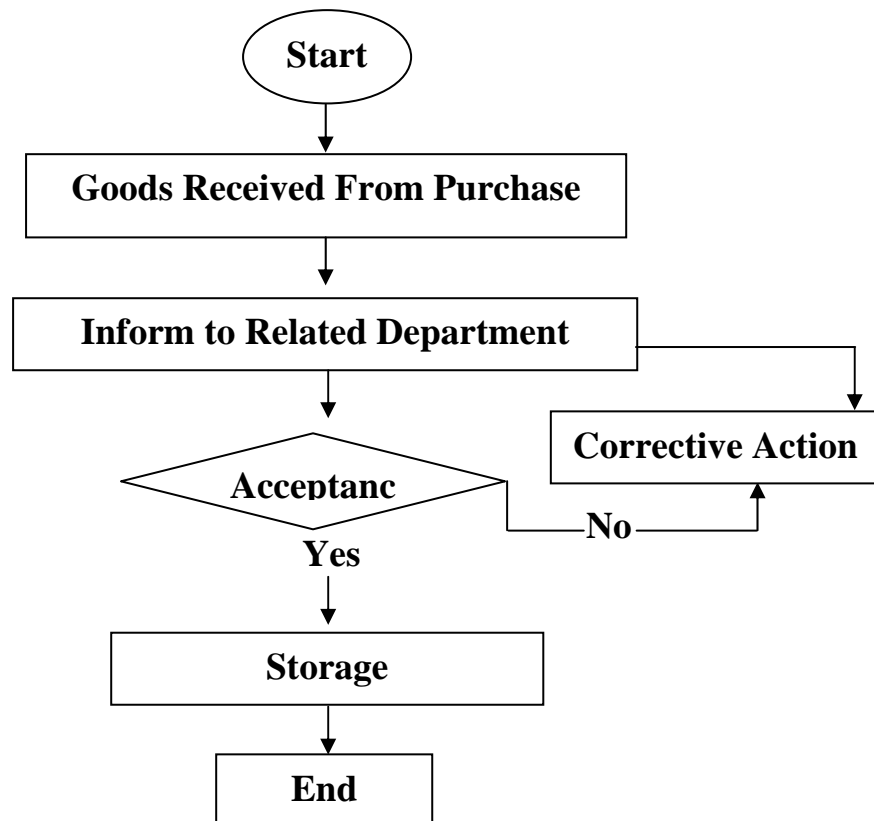 Start
Goods Received From Purchase
Inform to Related Department
Corrective Action
Acceptanc
No
Yes
Storage
End